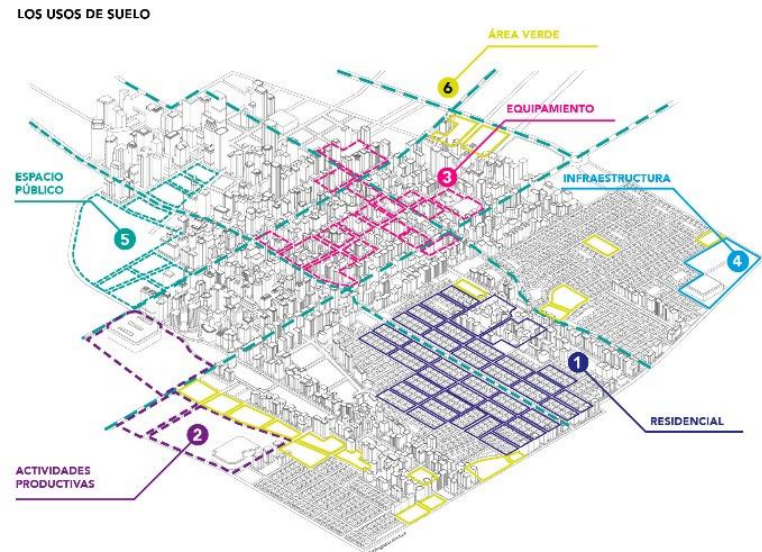 LOS USOS DE SUELO
ÁREA VERDE
6
EQUIPAMIENTO
3
INFRAESTRUCTURA
4
ESPACIO
PÚBLICO
5
1
RESIDENCIAL
2
ACTIVIDADES
PRODUCTIVAS